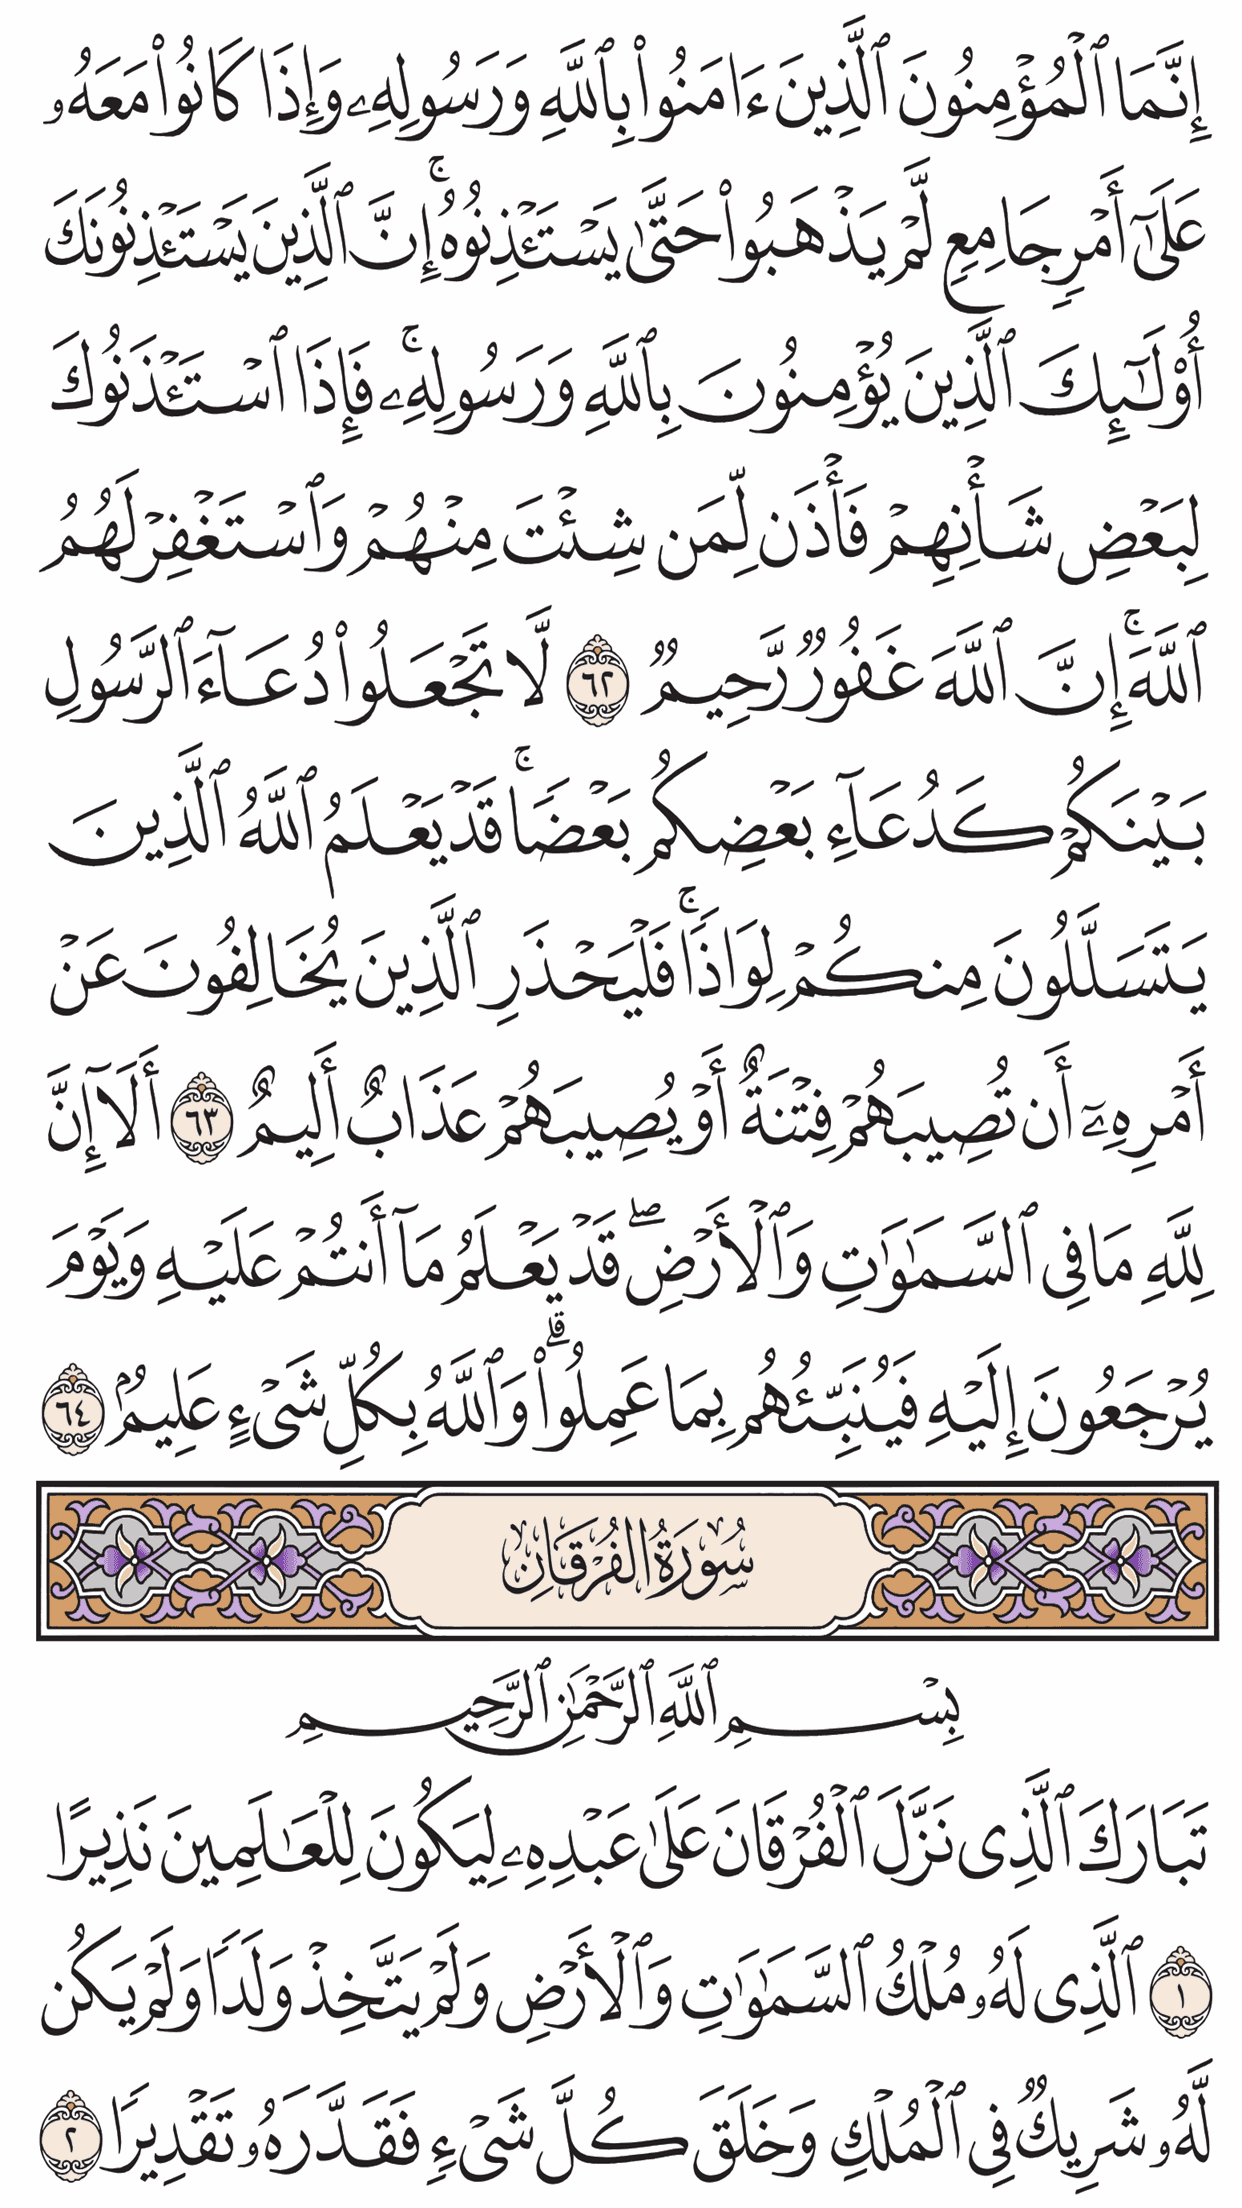 إِنَّمَا ٱلْمُؤْمِنُونَ ٱلَّذِينَ ءَامَنُوا۟ بِٱللَّهِ وَرَسُولِهِۦ وَإِذَا كَانُوا۟ مَعَهُۥ
عَلَىٰٓ أَمْرٍ جَامِعٍ لَّمْ يَذْهَبُوا۟ حَتَّىٰ يَسْتَـْٔذِنُوهُ ۚ إِنَّ ٱلَّذِينَ يَسْتَـْٔذِنُونَكَ
أُو۟لَـٰٓئِكَ ٱلَّذِينَ يُؤْمِنُونَ بِٱللَّهِ وَرَسُولِهِۦ ۚ فَإِذَا ٱسْتَـْٔذَنُوكَ
لِبَعْضِ شَأْنِهِمْ فَأْذَن لِّمَن شِئْتَ مِنْهُمْ وَٱسْتَغْفِرْ لَهُمُ
ٱللَّهَ ۚ إِنَّ ٱللَّهَ غَفُورٌ رَّحِيمٌ ٦٢ لَّا تَجْعَلُوا۟ دُعَآءَ ٱلرَّسُولِ
بَيْنَكُمْ كَدُعَآءِ بَعْضِكُم بَعْضًا ۚ قَدْ يَعْلَمُ ٱللَّهُ ٱلَّذِينَ
يَتَسَلَّلُونَ مِنكُمْ لِوَاذًا ۚ فَلْيَحْذَرِ ٱلَّذِينَ يُخَالِفُونَ عَنْ
أَمْرِهِۦٓ أَن تُصِيبَهُمْ فِتْنَةٌ أَوْ يُصِيبَهُمْ عَذَابٌ أَلِيمٌ ٦٣ أَلَآ إِنَّ
لِلَّهِ مَا فِى ٱلسَّمَـٰوَٰتِ وَٱلْأَرْضِ ۖ قَدْ يَعْلَمُ مَآ أَنتُمْ عَلَيْهِ وَيَوْمَ
يُرْجَعُونَ إِلَيْهِ فَيُنَبِّئُهُم بِمَا عَمِلُوا۟ ۗ وَٱللَّهُ بِكُلِّ شَىْءٍ عَلِيمٌۢ ٦٤
سُورَةُ الفُرْقَانِ
بِسْمِ ٱللَّهِ ٱلرَّحْمَـٰنِ ٱلرَّحِيمِ
تَبَارَكَ ٱلَّذِى نَزَّلَ ٱلْفُرْقَانَ عَلَىٰ عَبْدِهِۦ لِيَكُونَ لِلْعَـٰلَمِينَ نَذِيرًا
١ ٱلَّذِى لَهُۥ مُلْكُ ٱلسَّمَـٰوَٰتِ وَٱلْأَرْضِ وَلَمْ يَتَّخِذْ وَلَدًا وَلَمْ يَكُن
لَّهُۥ شَرِيكٌ فِى ٱلْمُلْكِ وَخَلَقَ كُلَّ شَىْءٍ فَقَدَّرَهُۥ تَقْدِيرًا ٢